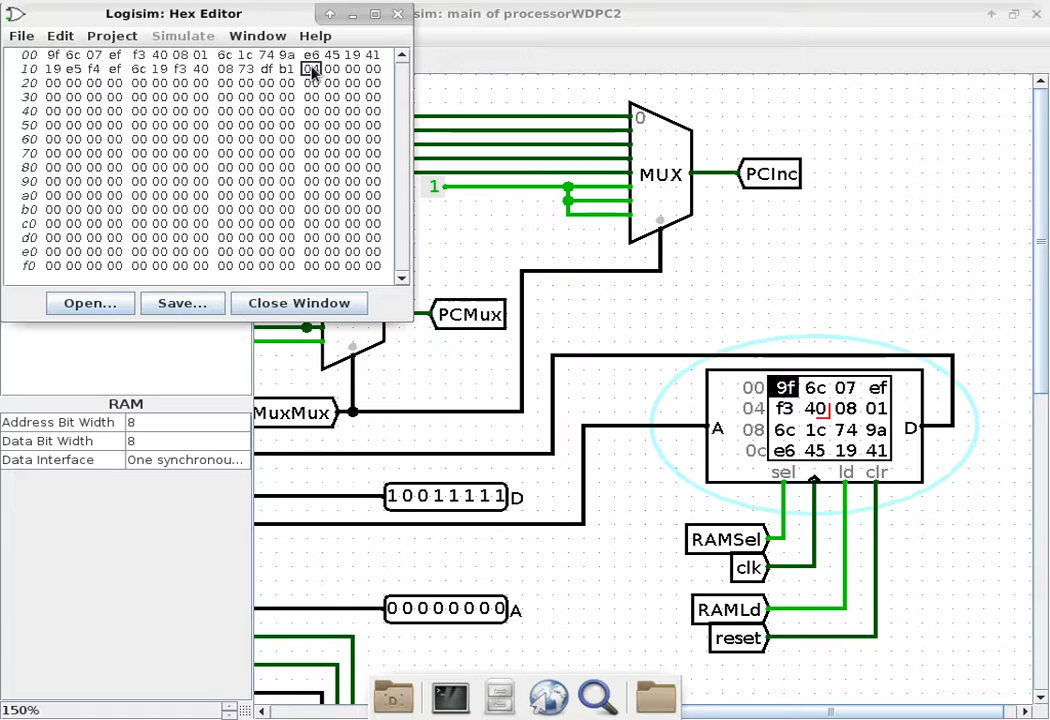 Logisim: Hex Editor
sim: main of processorWDPC2
File Edit Project Simulate Window Help
00 9f 6c 07 ef f3 40 08 01 6c 1c 74 9a e6 45 19 41
10 19 e5 f4 ef 6c 19 f3 40 08 73 df b1 04 45 00 00
20 00 00 00 00 00 00 00 00 00 00 00 00 00 00 00 00
30 00 00 00 00 00 00 00 00 00 00 00 00 00 00 00 00
40 00 00 00 00 00 00 00 00 00 00 00 00 00 00 00 00
50 00 00 00 00 00 00 00 00 00 00 00 00 00 00 00 00
60 00 00 00 00 00 00 00 00 00 00 00 00 00 00 00 00
70 00 00 00 00 00 00 00 00 00 00 00 00 00 00 00 00
80 00 00 00 00 00 00 00 00 00 00 00 00 00 00 00 00
90 00 00 00 00 00 00 00 00 00 00 00 00 00 00 00 00
a0 00 00 00 00 00 00 00 00 00 00 00 00 00 00 00 00
b0 00 00 00 00 00 00 00 00 00 00 00 00 00 00 00 00
c0 00 00 00 00 00 00 00 00 00 00 00 00 00 00 00 00
d0 00 00 00 00 00 00 00 00 00 00 00 00 00 00 00 00
e0 00 00 00 00 00 00 00 00 00 00 00 00 00 00 00 00
f0 00 00 00 00 00 00 00 00 00 00 00 00 00 00 00 00
Open... Save... Close Window
0
MUX
PCInc
1
PCMux
MuxMux
RAM
Address Bit Width 8
Data Bit Width 8
Data Interface One synchronou...
00 9f 6c 07 ef
04 f3 40 08 01
08 6c 1c 74 9a
0c e6 45 19 41
A
D
sel ld clr
10011111 D
RAMSel
clk
00000000 A
RAMLd
reset
D
150%